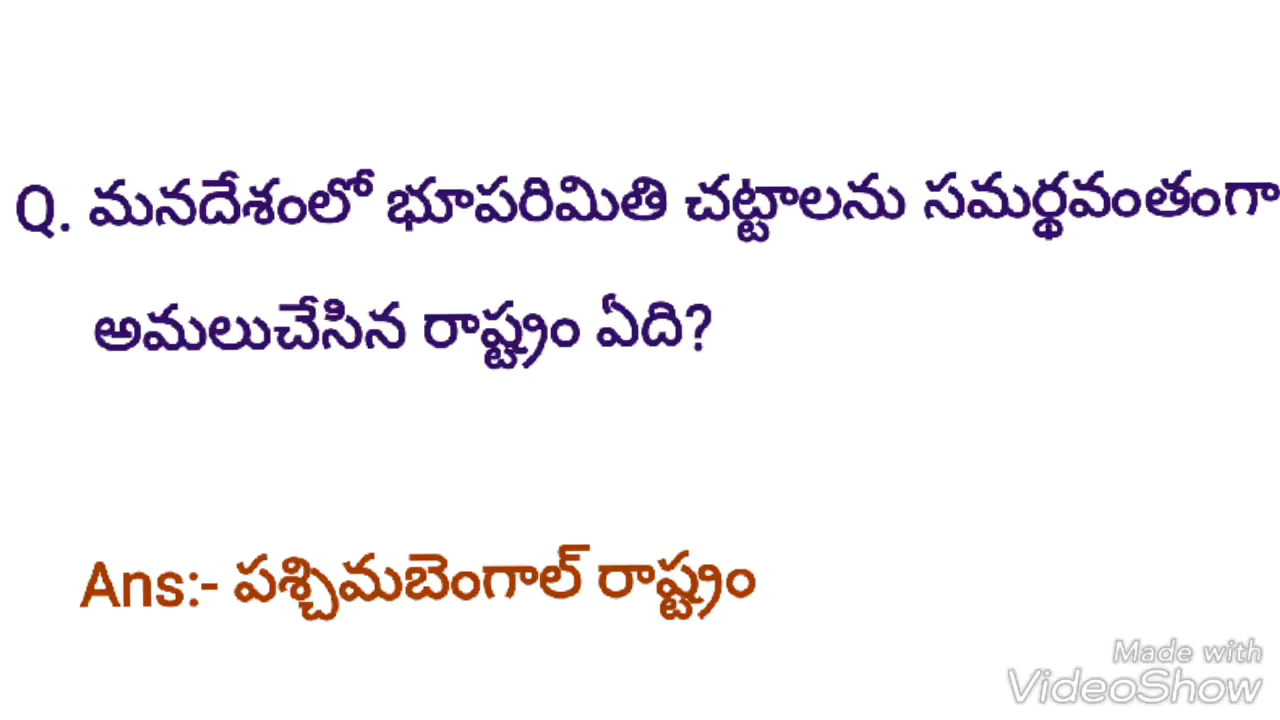 Q. మనదేశంలో భూపరిమితి చట్టాలను సమర్థవంతంగా
అమలుచేసిన రాష్ట్రం ఏది?
Ans:- పశ్చిమబెంగాల్ రాష్ట్రం
Made with
VideoShow